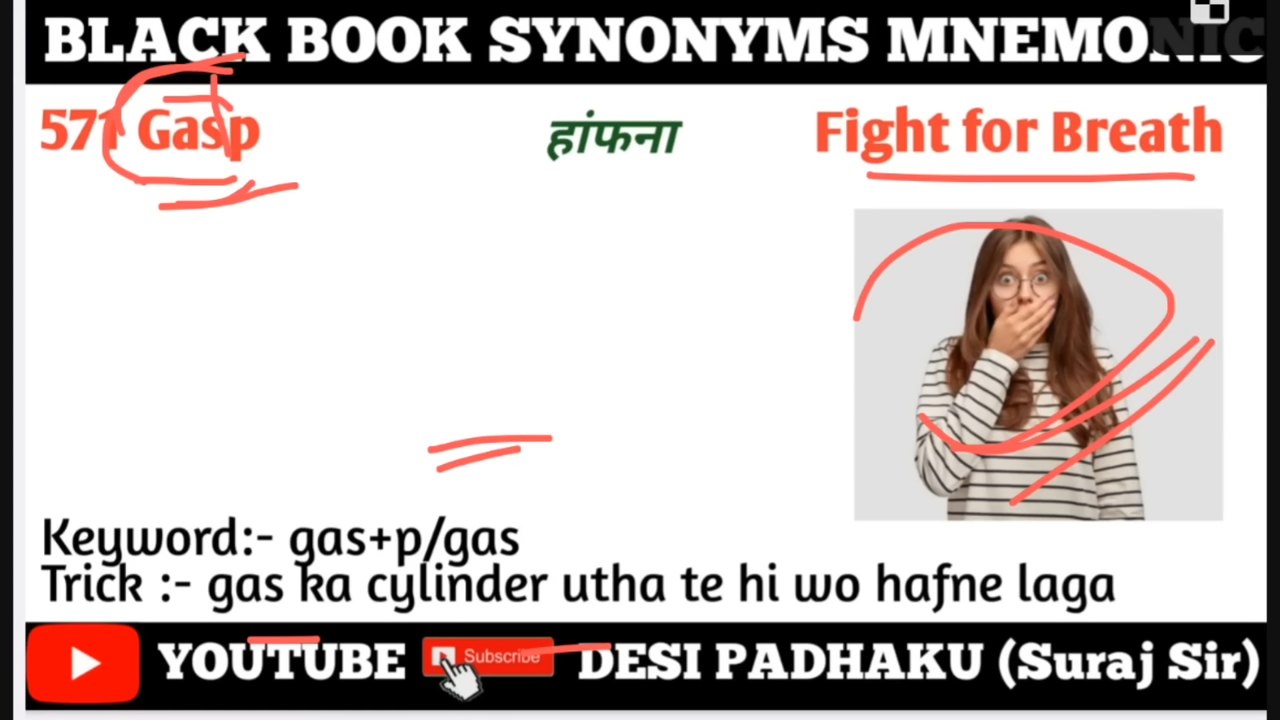 BLACK BOOK SYNONYMS MNEMONIC
571 Gasp हांफना Fight for Breath
Keyword:- gas+p/gas
Trick :- gas ka cylinder utha te hi wo hafne laga
YOUTUBE Subscribe DESI PADHAKU (Suraj Sir)